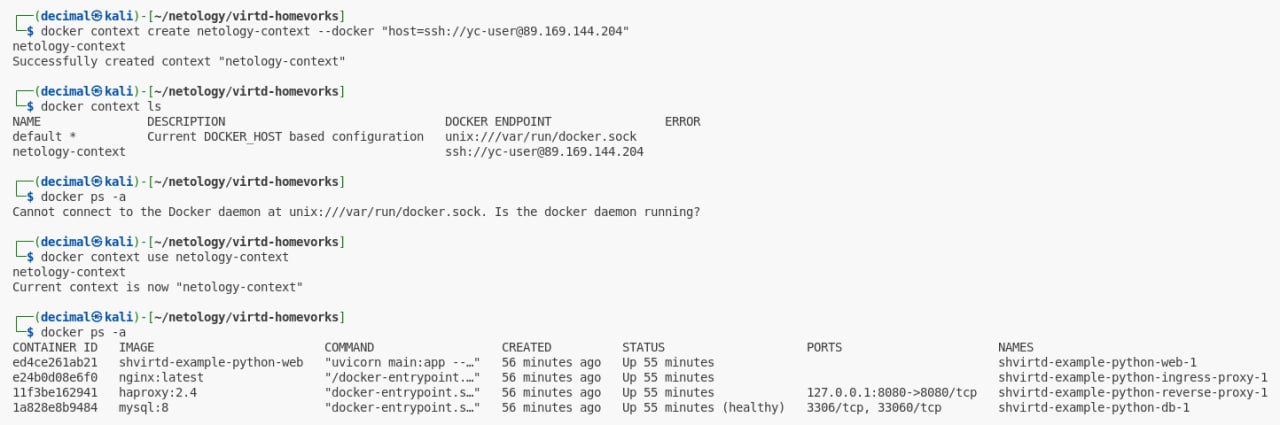 ┌──(decimal㉿kali)-[~/netology/virtd-homeworks]
└─$ docker context create netology-context --docker "host=ssh://yc-user@89.169.144.204"
netology-context
Successfully created context "netology-context"
┌──(decimal㉿kali)-[~/netology/virtd-homeworks]
└─$ docker context ls
NAME DESCRIPTION DOCKER ENDPOINT ERROR
default * Current DOCKER_HOST based configuration unix:///var/run/docker.sock
netology-context ssh://yc-user@89.169.144.204
┌──(decimal㉿kali)-[~/netology/virtd-homeworks]
└─$ docker ps -a
Cannot connect to the Docker daemon at unix:///var/run/docker.sock. Is the docker daemon running?
┌──(decimal㉿kali)-[~/netology/virtd-homeworks]
└─$ docker context use netology-context
netology-context
Current context is now "netology-context"
┌──(decimal㉿kali)-[~/netology/virtd-homeworks]
└─$ docker ps -a
CONTAINER ID IMAGE COMMAND CREATED STATUS PORTS NAMES
ed4ce261ab21 shvirtd-example-python-web "uvicorn main:app --…" 56 minutes ago Up 55 minutes shvirtd-example-python-web-1
e24b0d08e6f0 nginx:latest "/docker-entrypoint.…" 56 minutes ago Up 55 minutes shvirtd-example-python-ingress-proxy-1
11f3be162941 haproxy:2.4 "docker-entrypoint.s…" 56 minutes ago Up 55 minutes 127.0.0.1:8080->8080/tcp shvirtd-example-python-reverse-proxy-1
1a828e8b9484 mysql:8 "docker-entrypoint.s…" 56 minutes ago Up 55 minutes (healthy) 3306/tcp, 33060/tcp shvirtd-example-python-db-1